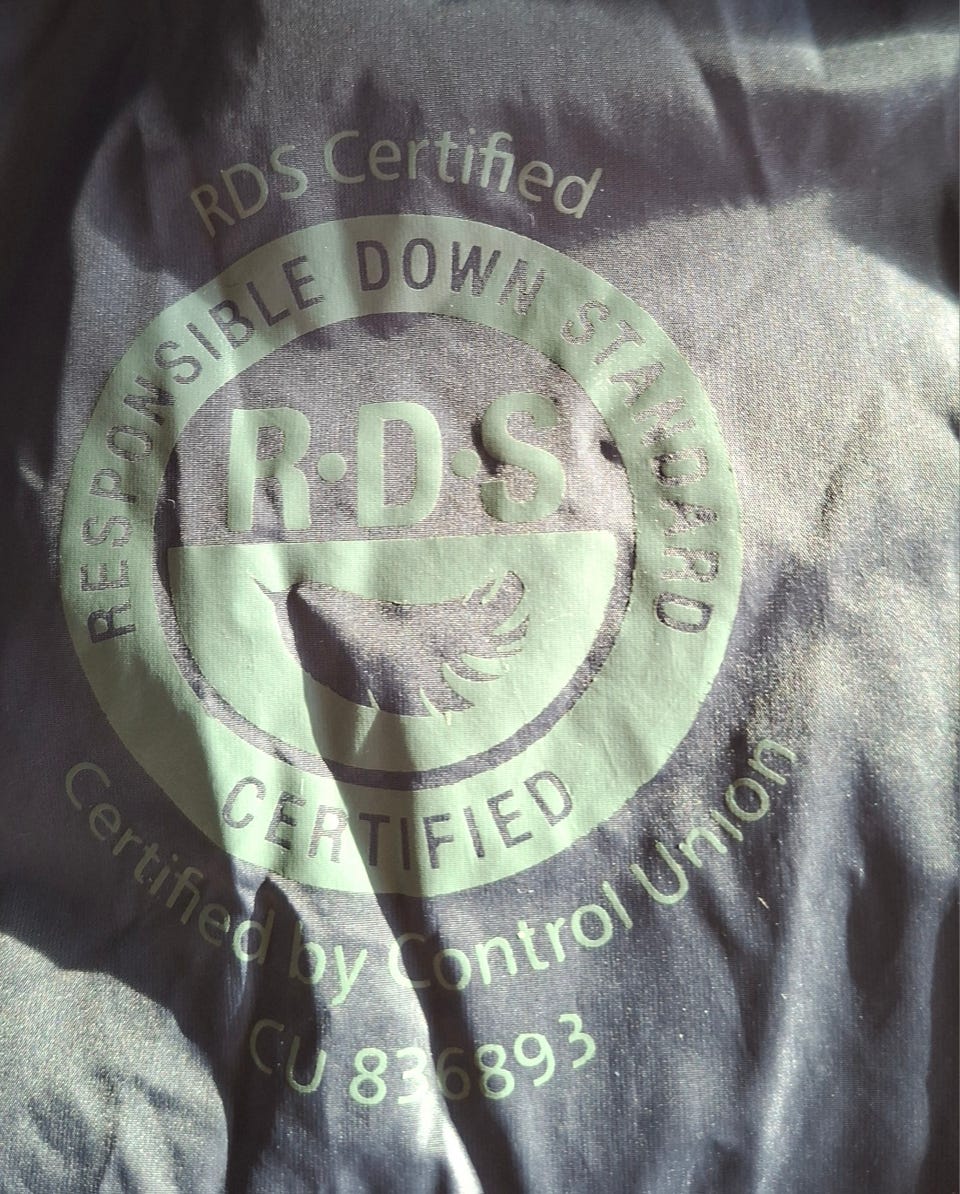 RDS Certified
RESPONSIBLE DOWN STANDARD
R·D·S
CERTIFIED
Certified by Control Union
CU 836893